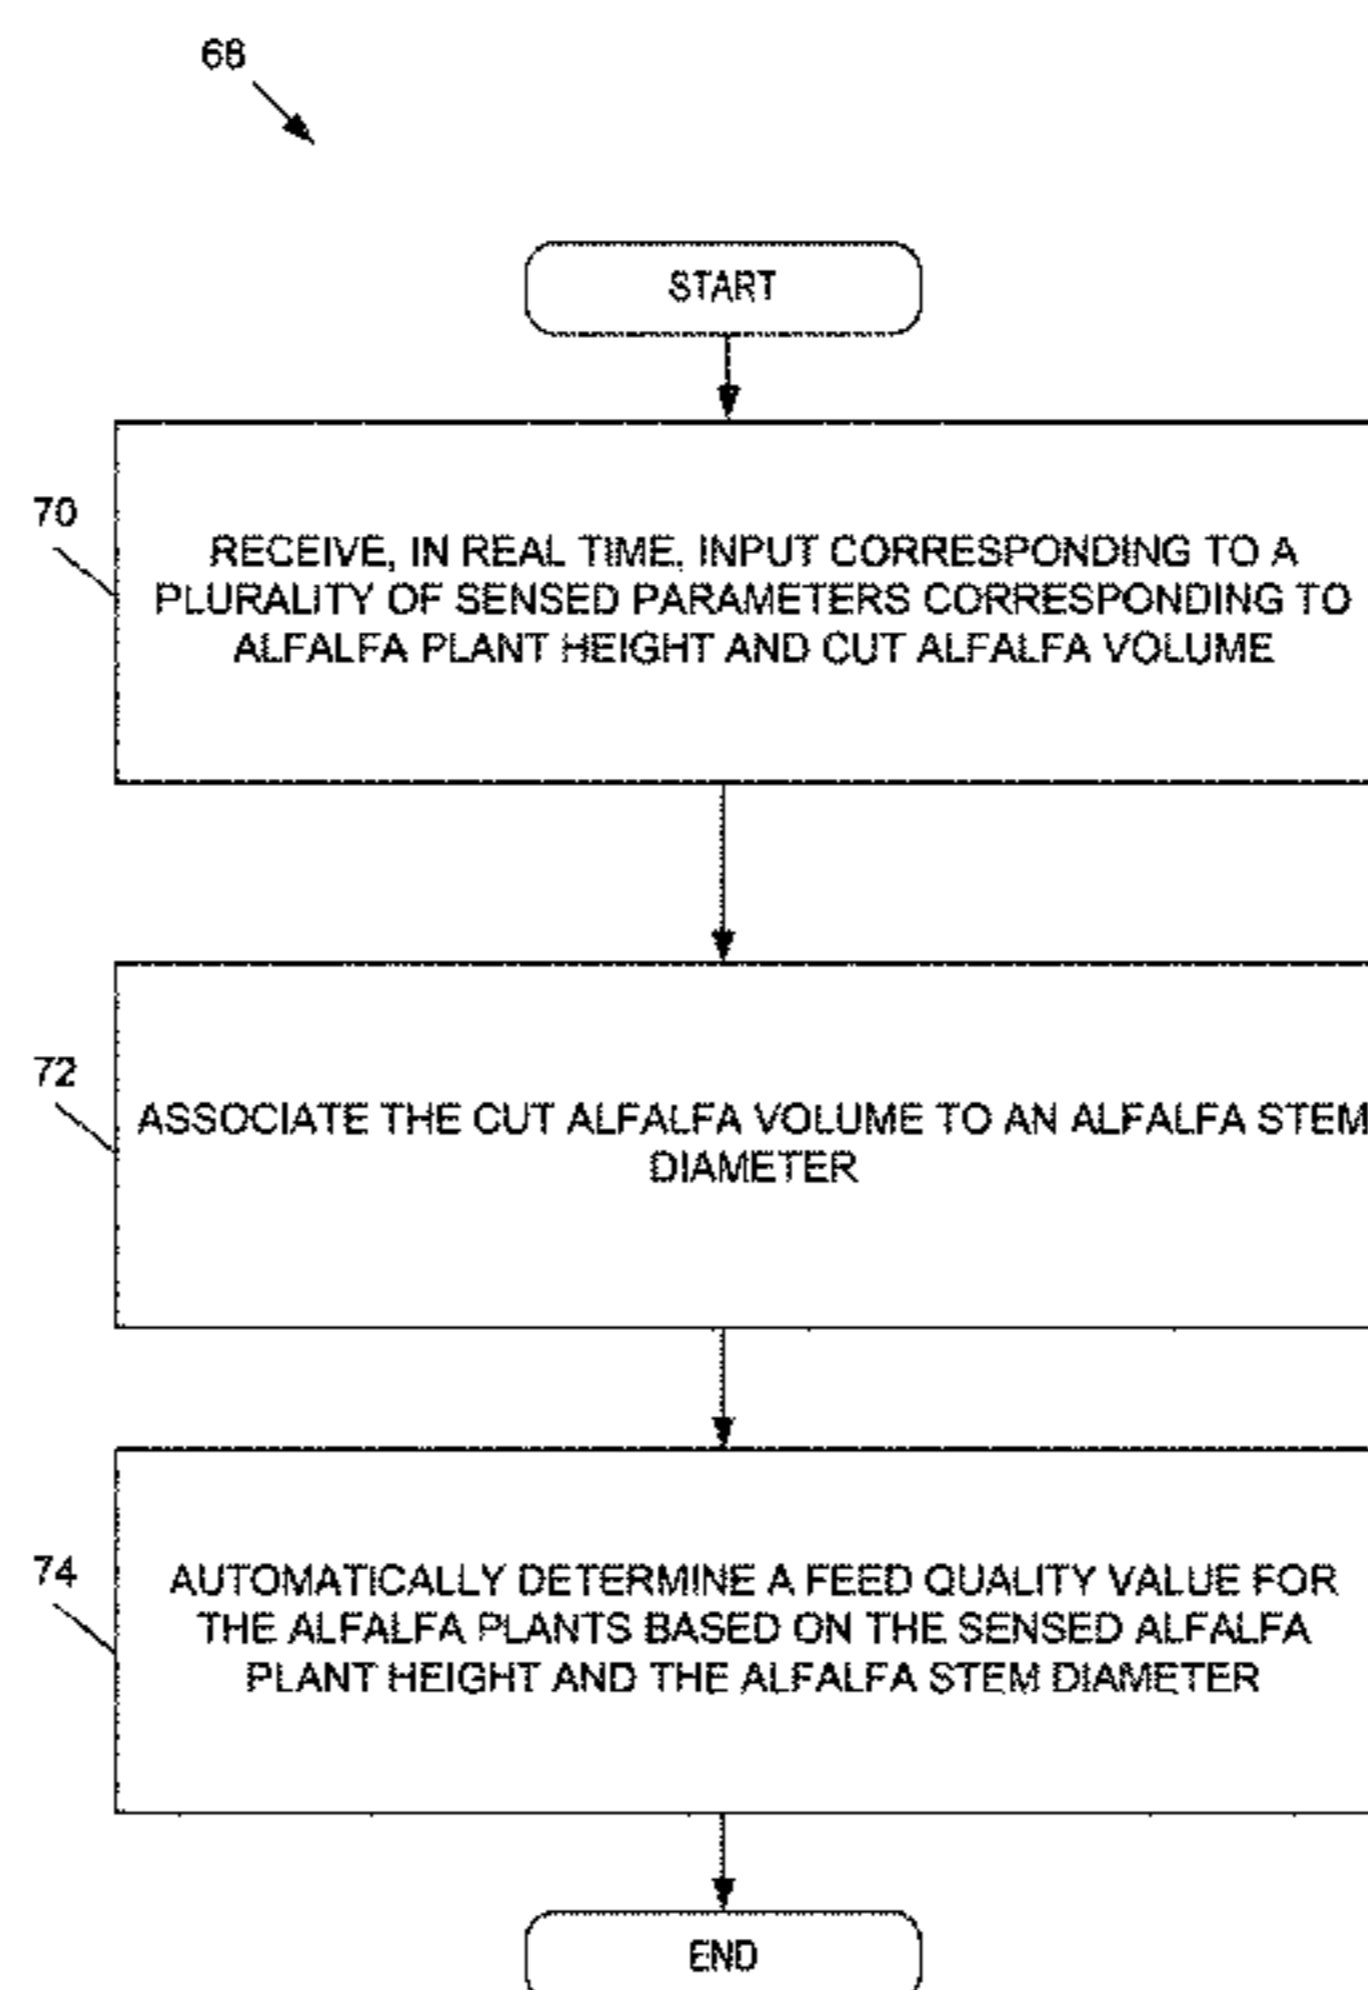 68
START
70
RECEIVE, IN REAL TIME, INPUT CORRESPONDING TO A
PLURALITY OF SENSED PARAMETERS CORRESPONDING TO
ALFALFA PLANT HEIGHT AND CUT ALFALFA VOLUME
72
ASSOCIATE THE CUT ALFALFA VOLUME TO AN ALFALFA STEM
DIAMETER
74
AUTOMATICALLY DETERMINE A FEED QUALITY VALUE FOR
THE ALFALFA PLANTS BASED ON THE SENSED ALFALFA
PLANT HEIGHT AND THE ALFALFA STEM DIAMETER
END